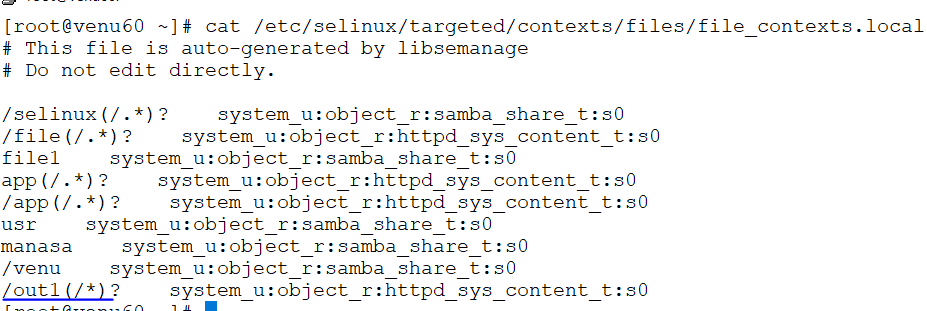 [root@venu60 ~]# cat /etc/selinux/targeted/contexts/files/file_contexts.local
# This file is auto-generated by libsemanage
# Do not edit directly.
/selinux(/.*)?    system_u:object_r:samba_share_t:s0
/file(/.*)?    system_u:object_r:httpd_sys_content_t:s0
file1    system_u:object_r:samba_share_t:s0
app(/.*)?    system_u:object_r:httpd_sys_content_t:s0
/app(/.*)?    system_u:object_r:httpd_sys_content_t:s0
usr    system_u:object_r:samba_share_t:s0
manasa    system_u:object_r:samba_share_t:s0
/venu    system_u:object_r:samba_share_t:s0
/out1(/*)?    system_u:object_r:httpd_sys_content_t:s0
[root@venu60 ~]#